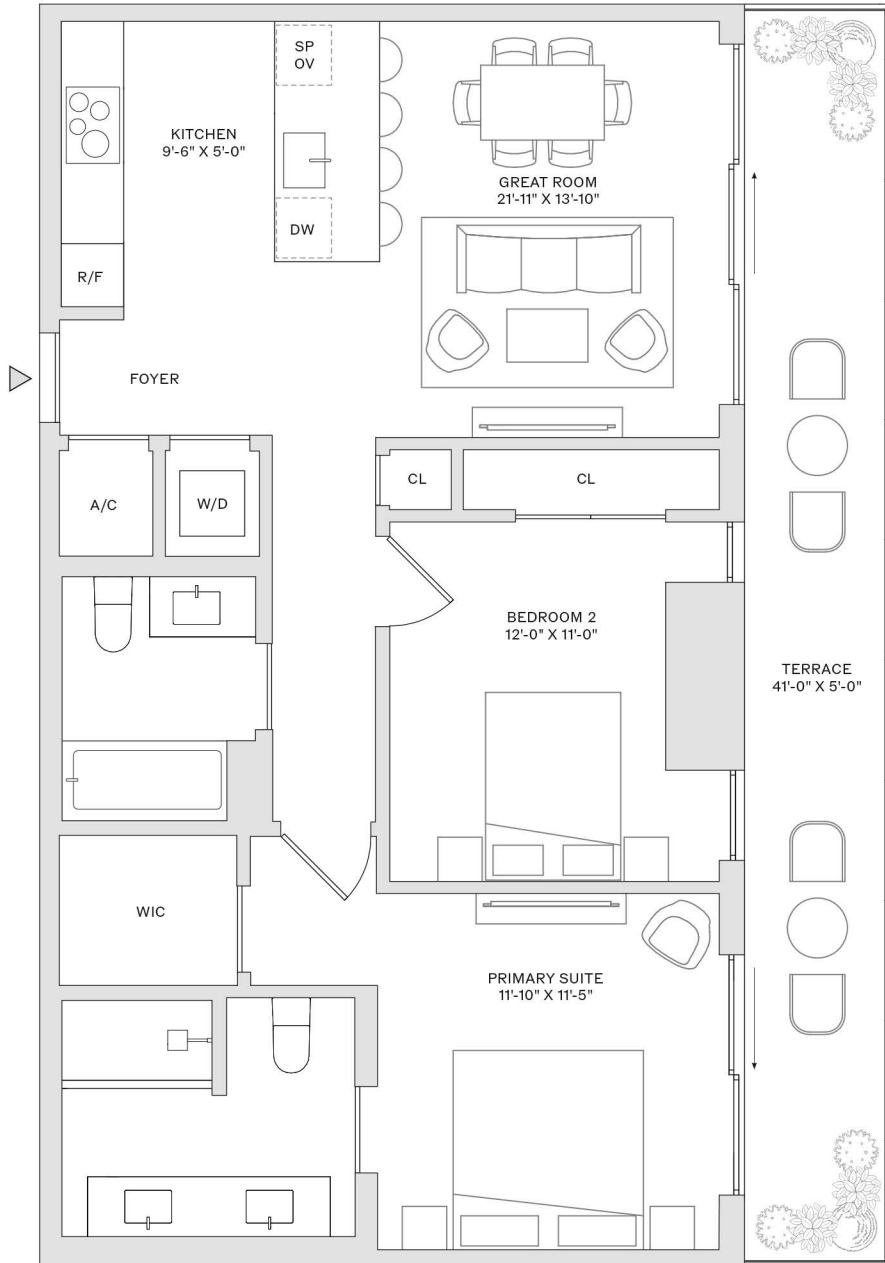 SP
OV
KITCHEN
9'-6" X 5'-0"
GREAT ROOM
21'-11" X 13'-10"
DW
R/F
FOYER
A/C
W/D
CL
CL
BEDROOM 2
12'-0" X 11'-0"
TERRACE
41'-0" X 5'-0"
WIC
PRIMARY SUITE
11'-10" X 11'-5"